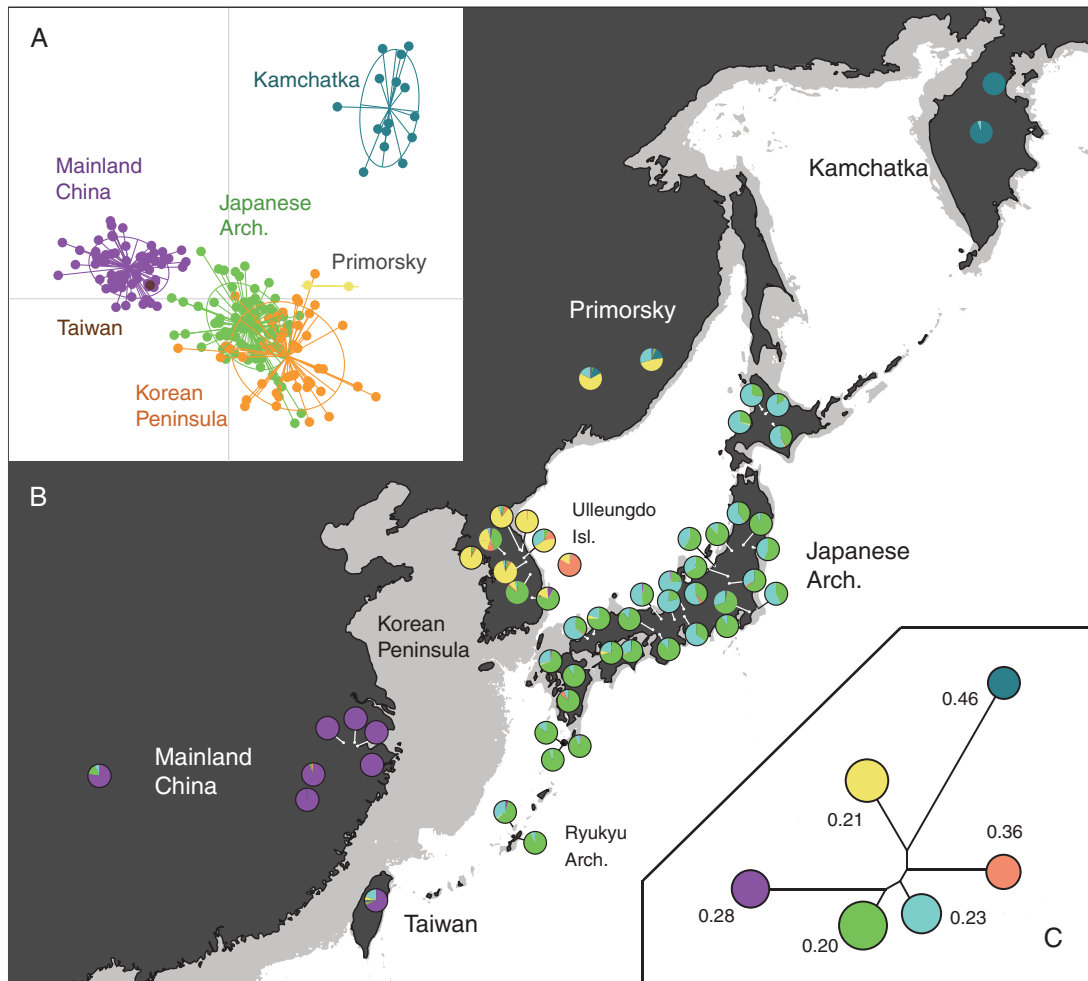 A
Kamchatka
Mainland
China
Japanese
Arch.
Primorsky
Taiwan
Korean
Peninsula
B
Kamchatka
Primorsky
Ulleungdo
Isl.
Japanese
Arch.
Korean
Peninsula
Mainland
China
Ryukyu
Arch.
Taiwan
0.46
0.21
0.36
0.28
0.20
0.23
C